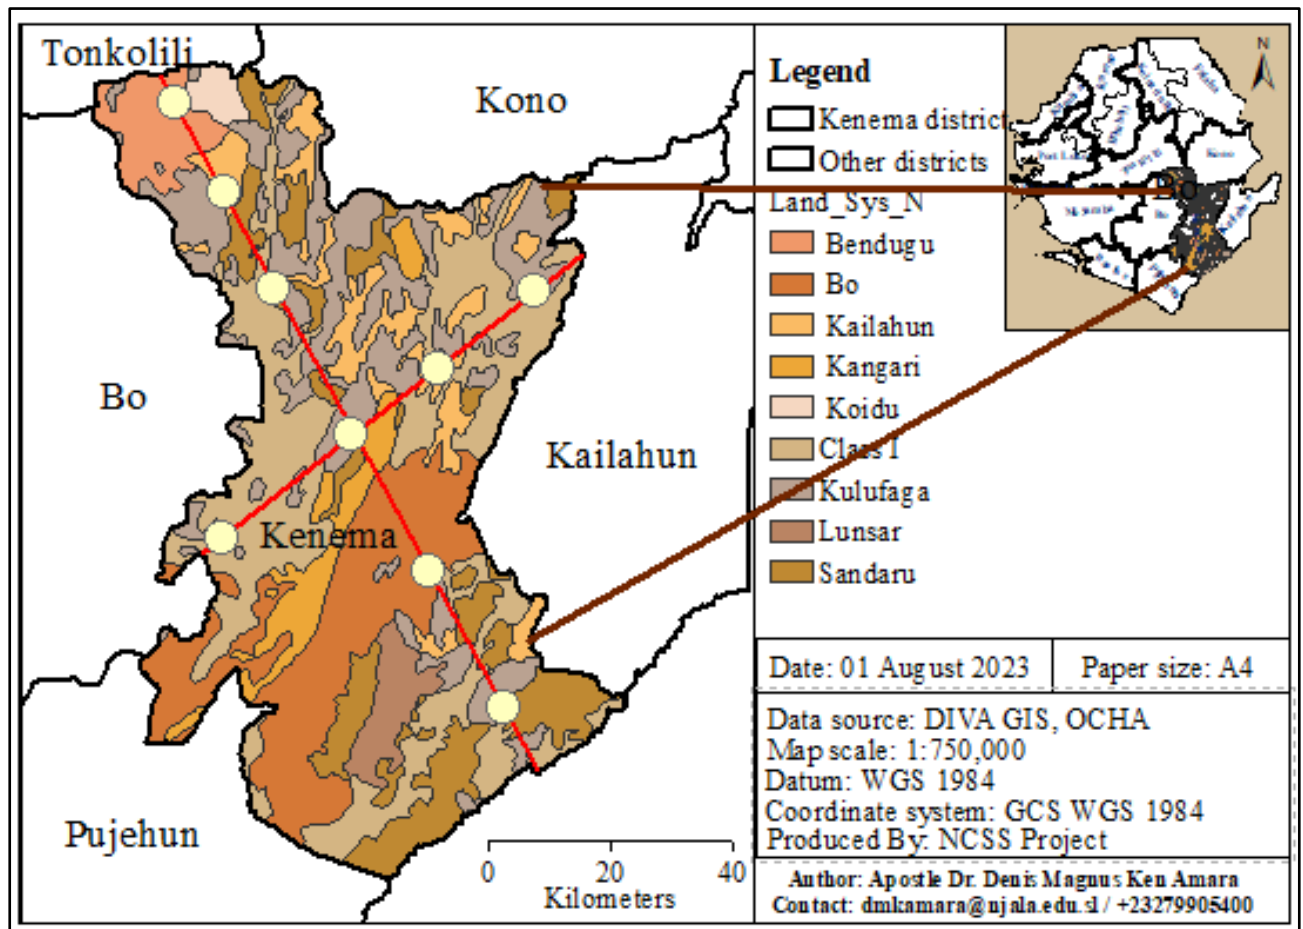 Tonkolili
Kono
Bo
Kailahun
Kenema
Pujehun
0 20 40
Kilometers
Legend
Kenema district
Other districts
Land_Sys_N
Bendugu
Bo
Kailahun
Kangari
Koidu
Class I
Kulufaga
Lunsar
Sandaru
N
Kono
Bo
Bo
Date: 01 August 2023
Paper size: A4
Data source: DIVA GIS, OCHA
Map scale: 1:750,000
Datum: WGS 1984
Coordinate system: GCS WGS 1984
Produced By: NCSS Project
Author: Apostle Dr. Denis Magnus Ken Amara
Contact: dmkamara@njala.edu.sl / +23279905400